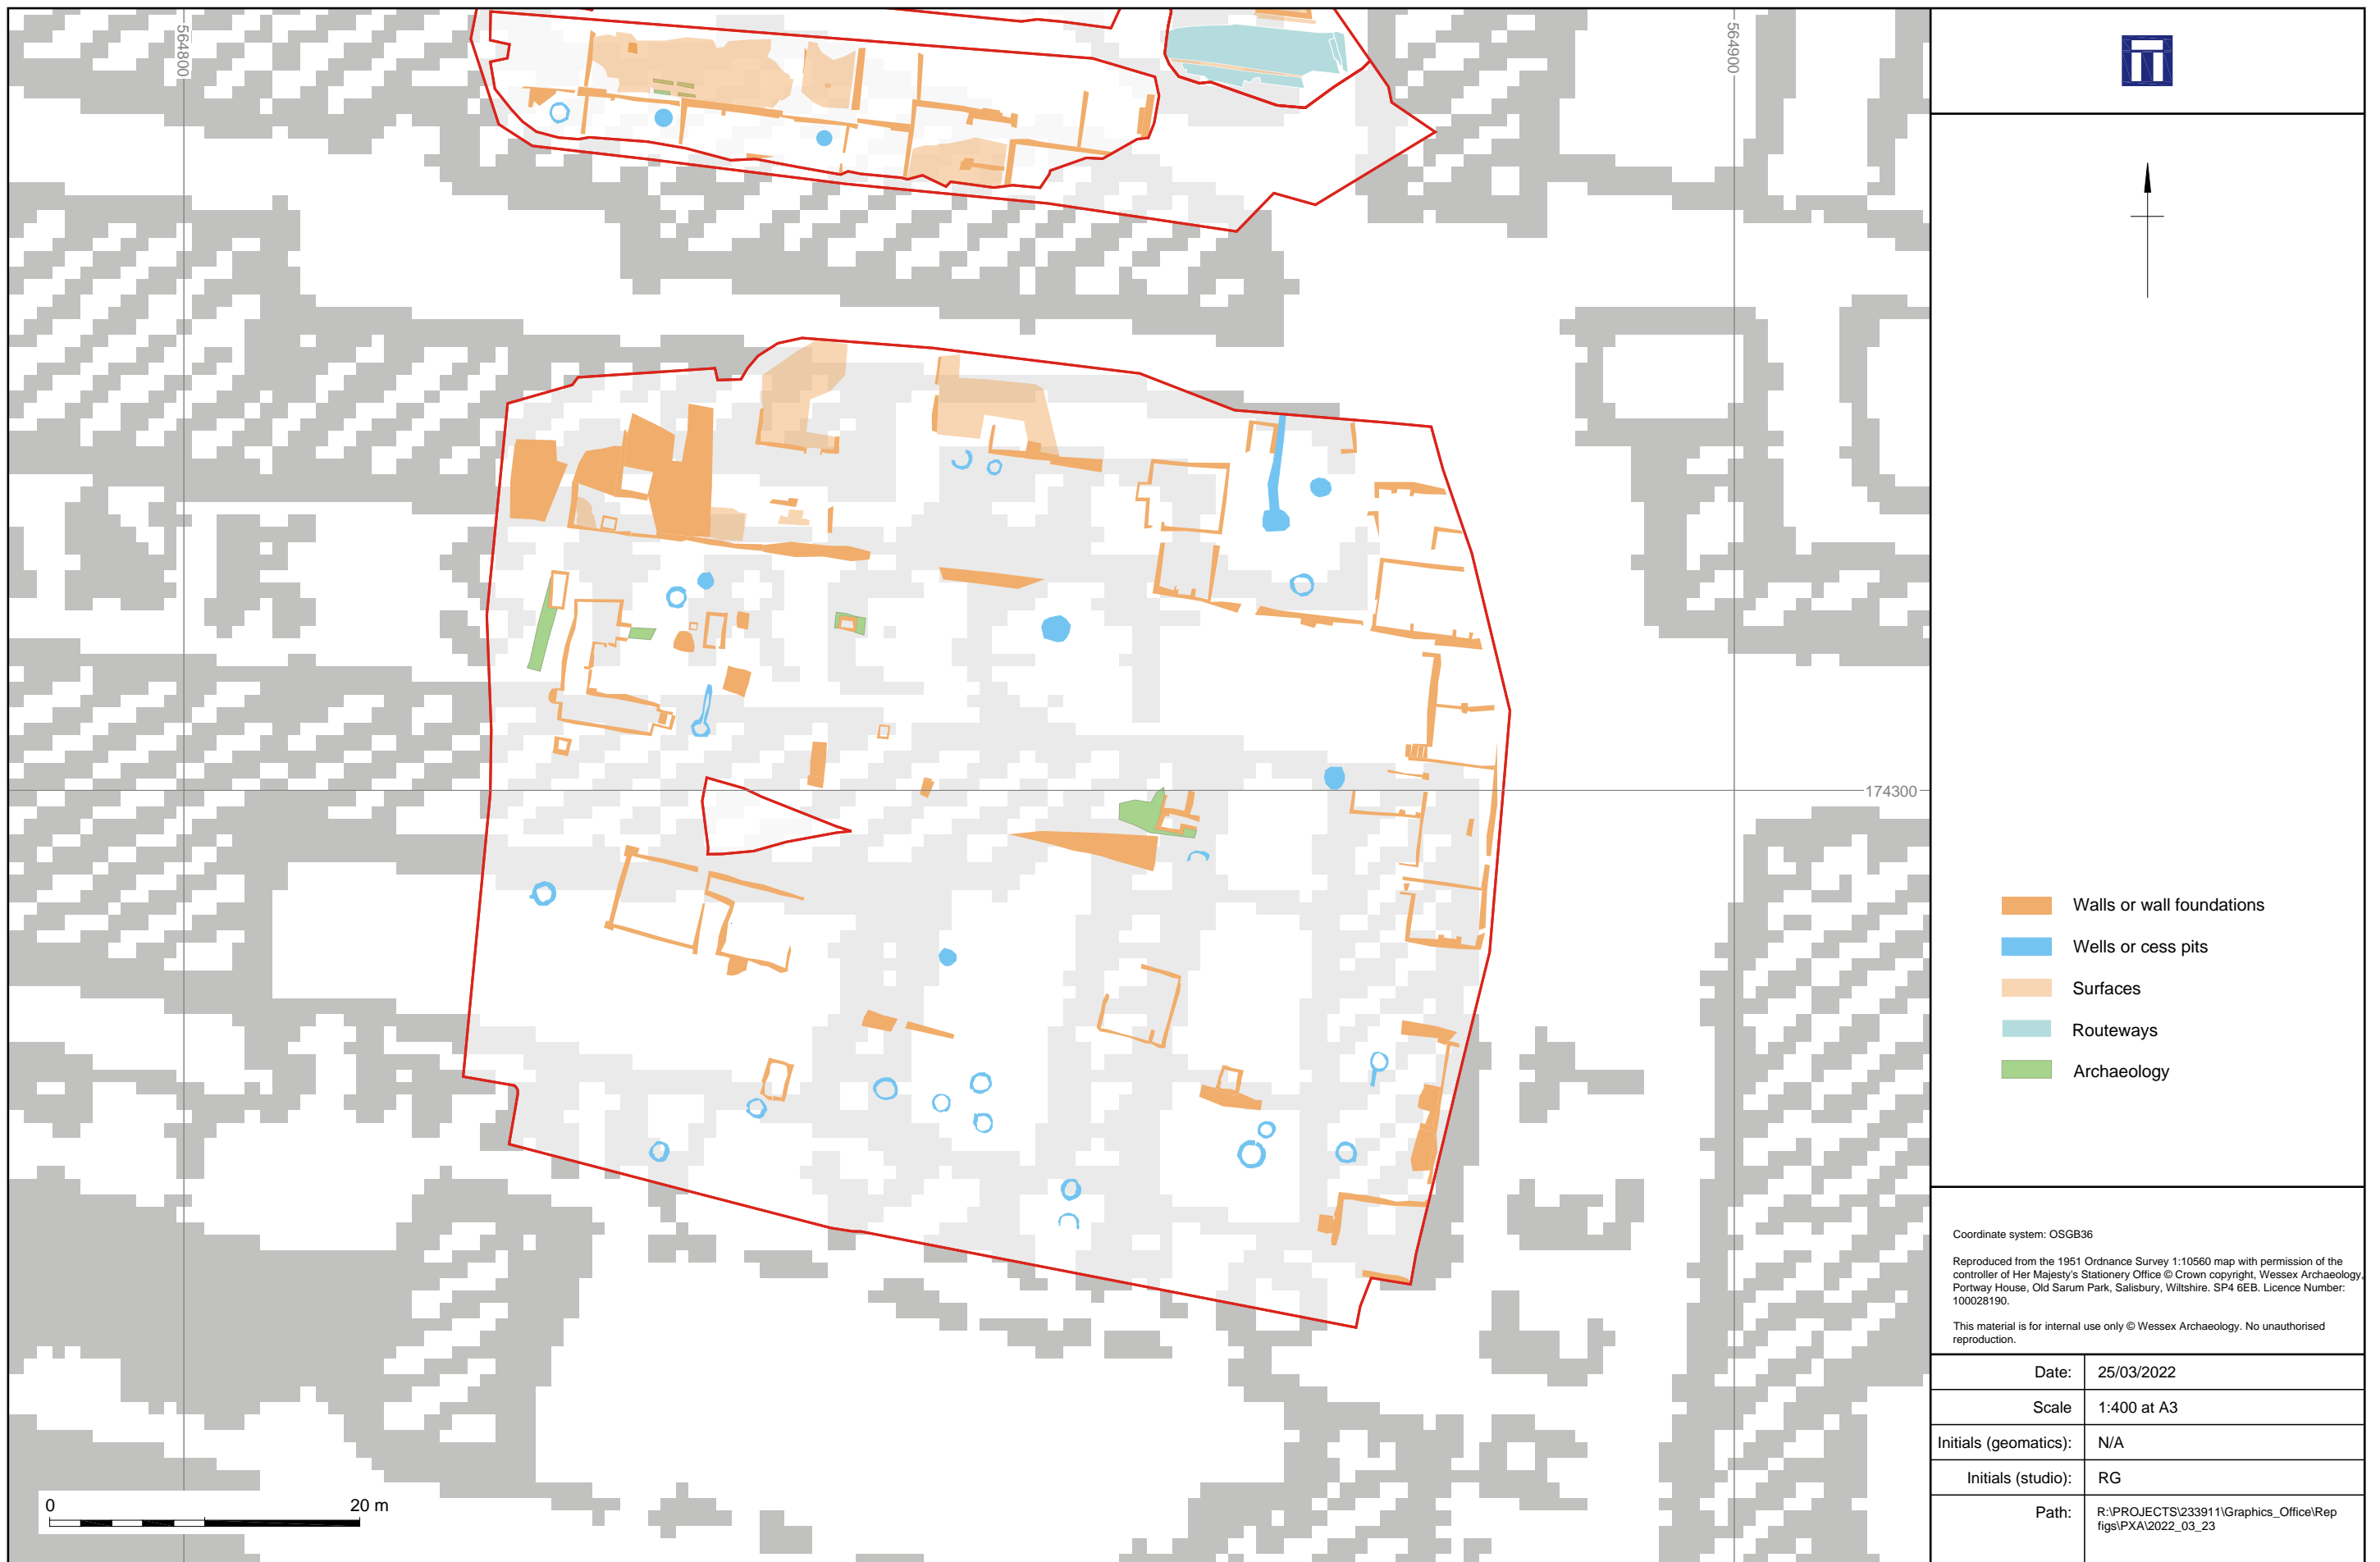 564800
564900
174300
Walls or wall foundations
Wells or cess pits
Surfaces
Routeways
Archaeology
0
20 m
Coordinate system: OSGB36
Reproduced from the 1951 Ordnance Survey 1:10560 map with permission of the
controller of Her Majesty's Stationery Office © Crown copyright, Wessex Archaeology,
Portway House, Old Sarum Park, Salisbury, Wiltshire. SP4 6EB. Licence Number:
100028190.
This material is for internal use only © Wessex Archaeology. No unauthorised
reproduction.
Date: 25/03/2022
Scale 1:400 at A3
Initials (geomatics): N/A
Initials (studio): RG
Path: R:\PROJECTS\233911\Graphics_Office\Rep
figs\PXA\2022_03_23